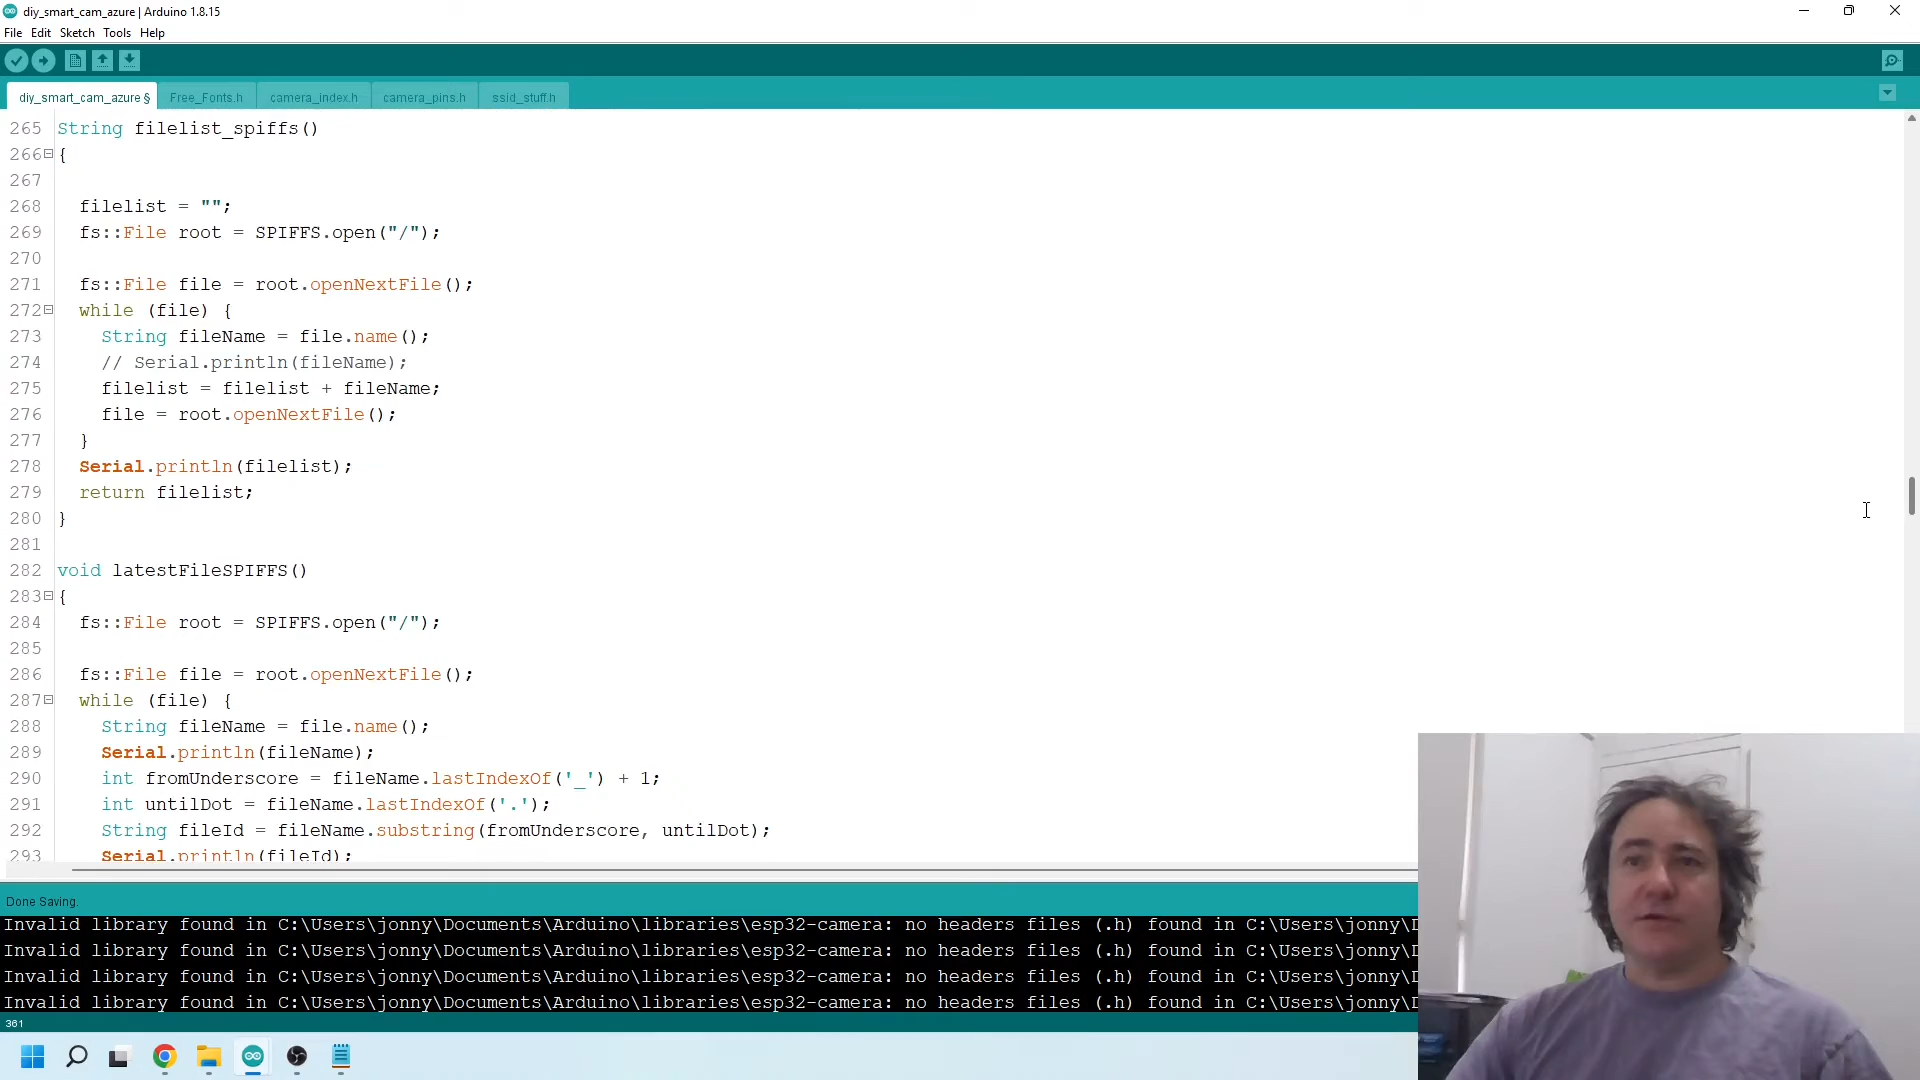 diy_smart_cam_azure | Arduino 1.8.15
File Edit Sketch Tools Help
diy_smart_cam_azure § Free_Fonts.h camera_index.h camera_pins.h ssid_stuff.h
265 String filelist_spiffs()
266 {
267
268 filelist = "";
269 fs::File root = SPIFFS.open("/");
270
271 fs::File file = root.openNextFile();
272 while (file) {
273 String fileName = file.name();
274 // Serial.println(fileName);
275 filelist = filelist + fileName;
276 file = root.openNextFile();
277 }
278 Serial.println(filelist);
279 return filelist;
280 }
281
282 void latestFileSPIFFS()
283 {
284 fs::File root = SPIFFS.open("/");
285
286 fs::File file = root.openNextFile();
287 while (file) {
288 String fileName = file.name();
289 Serial.println(fileName);
290 int fromUnderscore = fileName.lastIndexOf('_') + 1;
291 int untilDot = fileName.lastIndexOf('.');
292 String fileId = fileName.substring(fromUnderscore, untilDot);
293 Serial.println(fileId);
Done Saving.
Invalid library found in C:\Users\jonny\Documents\Arduino\libraries\esp32-camera: no headers files (.h) found in C:\Users\jonny\D
Invalid library found in C:\Users\jonny\Documents\Arduino\libraries\esp32-camera: no headers files (.h) found in C:\Users\jonny\D
Invalid library found in C:\Users\jonny\Documents\Arduino\libraries\esp32-camera: no headers files (.h) found in C:\Users\jonny\D
Invalid library found in C:\Users\jonny\Documents\Arduino\libraries\esp32-camera: no headers files (.h) found in C:\Users\jonny\D
361